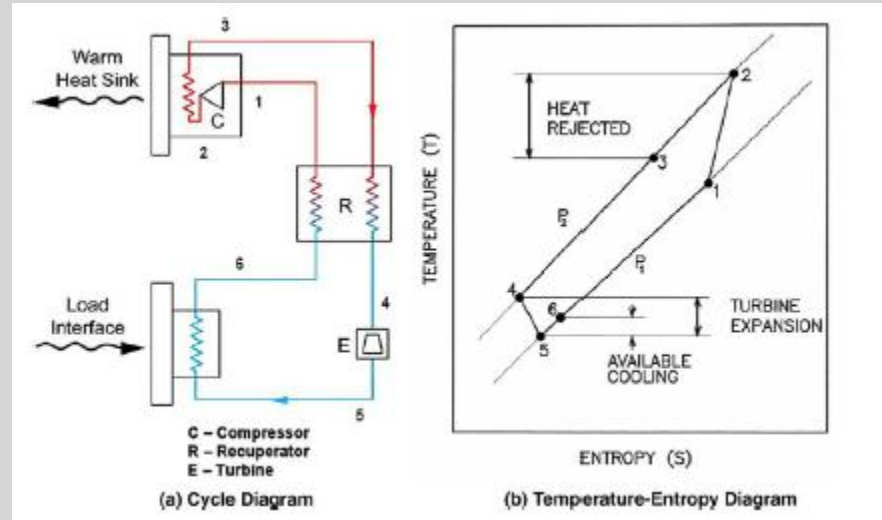 3
Warm
Heat Sink
1
C
2
R
6
4
Load
Interface
E
5
C – Compressor
R – Recuperator
E – Turbine
(a) Cycle Diagram
TEMPERATURE (T)
2
HEAT
REJECTED
3
1
P2
P1
4
6
5
TURBINE
EXPANSION
AVAILABLE
COOLING
ENTROPY (S)
(b) Temperature-Entropy Diagram